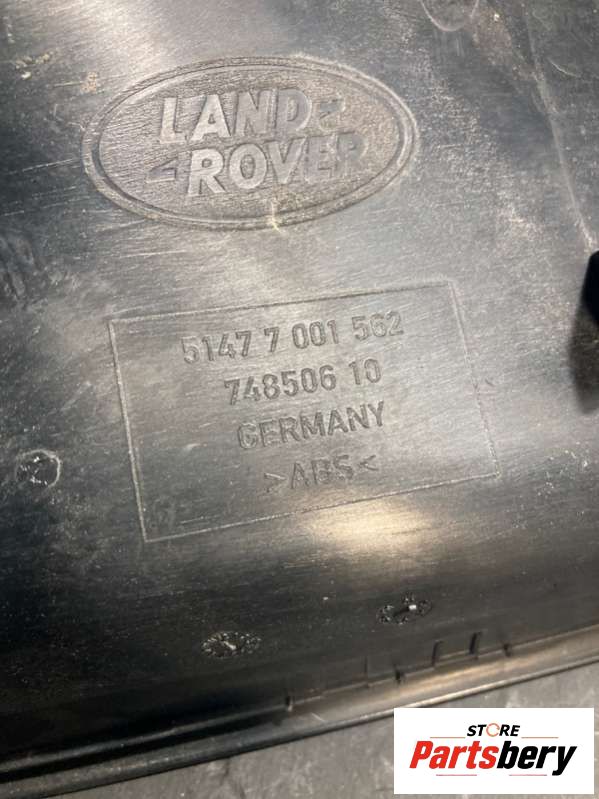 LAND
ROVER
5147 7 001 562
748506 10
GERMANY
>ABS<
STORE
Partsbery